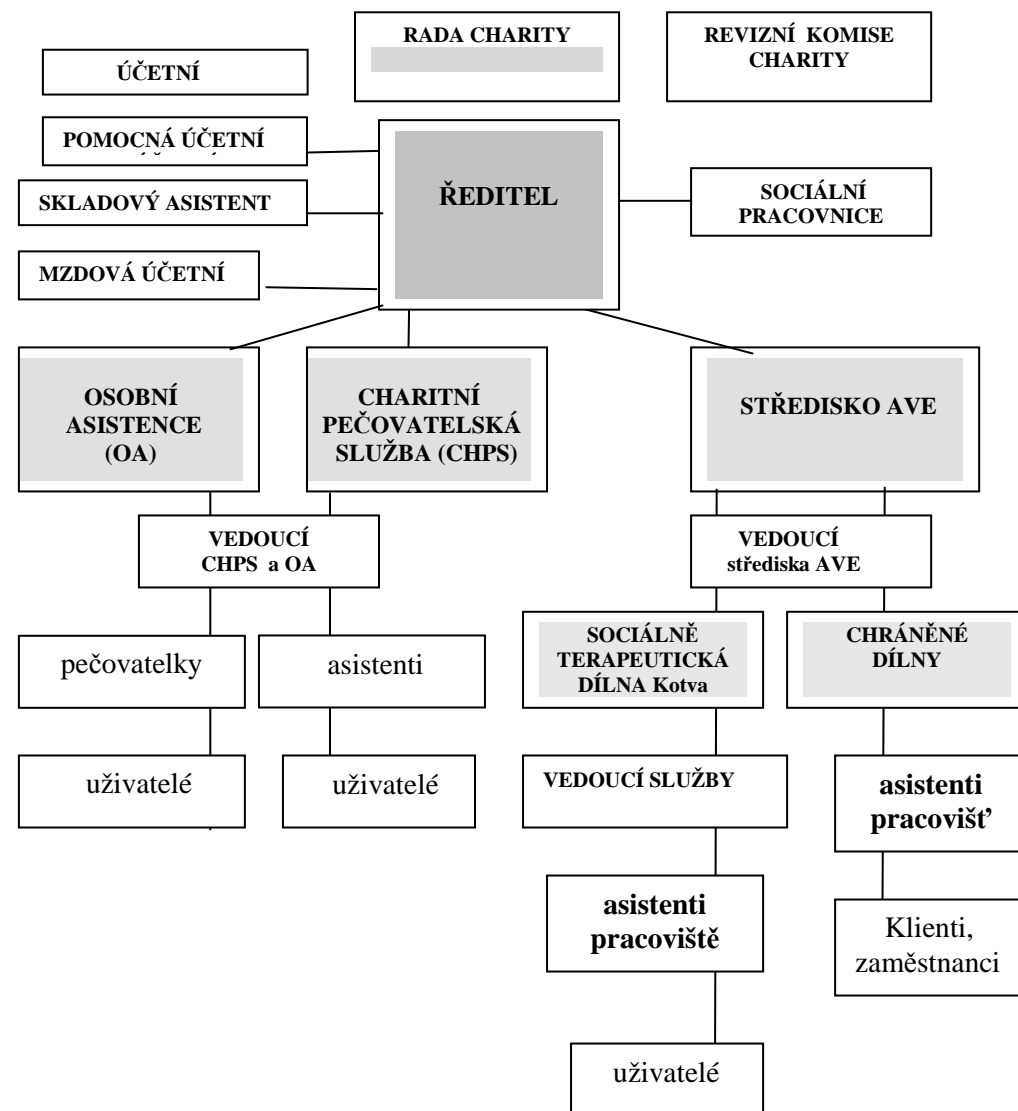 RADA CHARITY
REVIZNÍ KOMISE
CHARITY
ÚČETNÍ
POMOCNÁ ÚČETNÍ
SKLADOVÝ ASISTENT
MZDOVÁ ÚČETNÍ
ŘEDITEL
SOCIÁLNÍ
PRACOVNICE
OSOBNÍ
ASISTENCE
(OA)
CHARITNÍ
PEČOVATELSKÁ
SLUŽBA (CHPS)
STŘEDISKO AVE
VEDOUCÍ
CHPS a OA
VEDOUCÍ
střediska AVE
pečovatelky
asistenti
SOCIÁLNĚ
TERAPEUTICKÁ
DÍLNA Kotva
CHRÁNĚNÉ
DÍLNY
uživatelé
uživatelé
VEDOUCÍ SLUŽBY
asistenti
pracovišť
asistenti
pracoviště
Klienti,
zaměstnanci
uživatelé